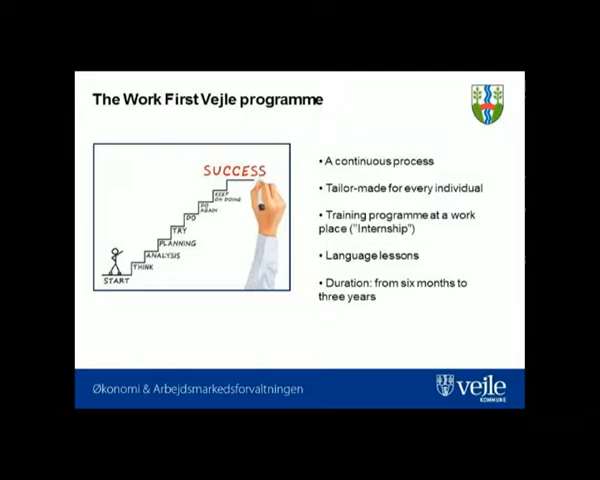 The Work First Vejle programme
SUCCESS
KEEP
ON DOING
DO
AGAIN
DO
TRY
PLANNING
ANALYSIS
THINK
START
• A continuous process
• Tailor-made for every individual
• Training programme at a work
place ("Internship")
• Language lessons
• Duration: from six months to
three years
Økonomi & Arbejdsmarkedsforvaltningen
vejle
KOMMUNE